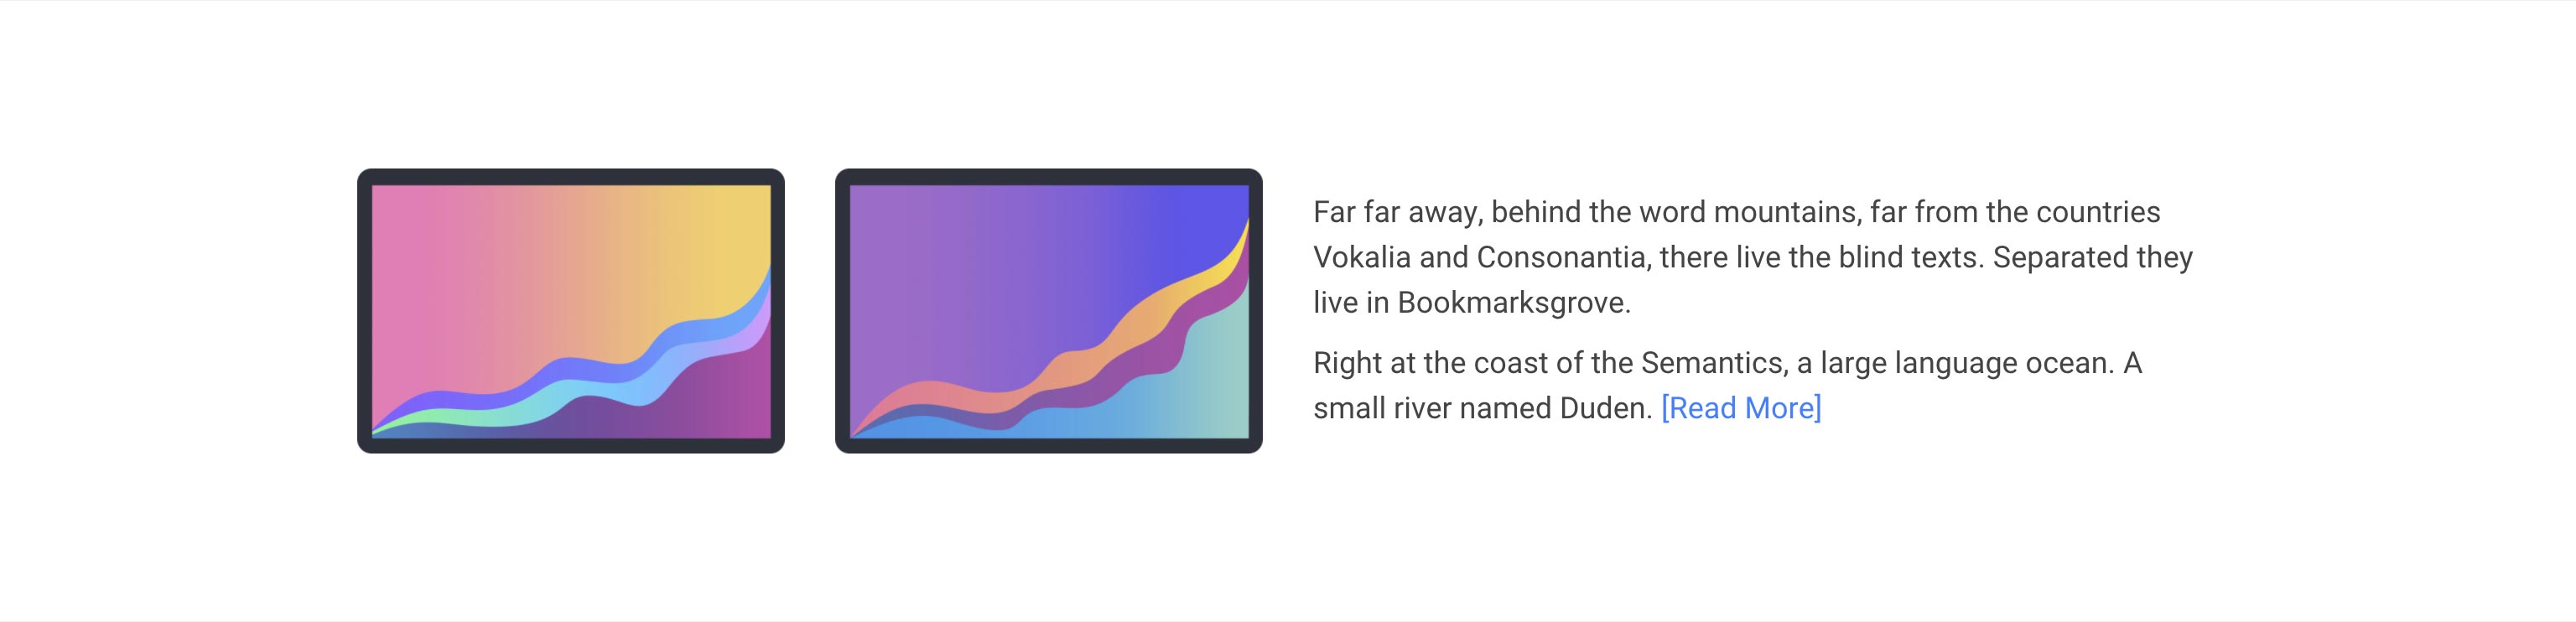 Far far away, behind the word mountains, far from the countries
Vokalia and Consonantia, there live the blind texts. Separated they
live in Bookmarksgrove.
Right at the coast of the Semantics, a large language ocean. A
small river named Duden. [Read More]